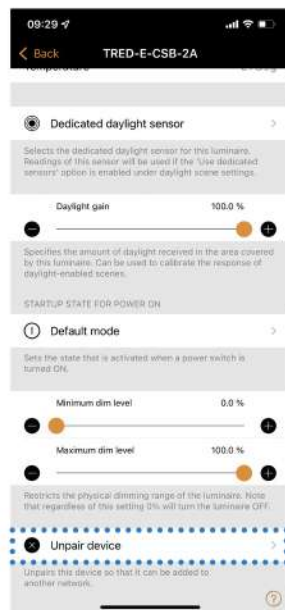 09:29
Back TRED-E-CSB-2A
Temperature
Dedicated daylight sensor
Selects the dedicated daylight sensor for this luminaire.
Readings of this sensor will be used if the 'Use dedicated
sensors' option is enabled under daylight scene settings.
Daylight gain 100.0 %
Specifies the amount of daylight received in the area covered
by this luminaire. Can be used to calibrate the response of
daylight-enabled scenes.
STARTUP STATE FOR POWER ON
Default mode
Sets the state that is activated when a power switch is
turned ON.
Minimum dim level 0.0 %
Maximum dim level 100.0 %
Restricts the physical dimming range of the luminaire. Note
that regardless of this setting 0% will turn the luminaire OFF.
Unpair device
Unpairs this device so that it can be added to
another network.
?